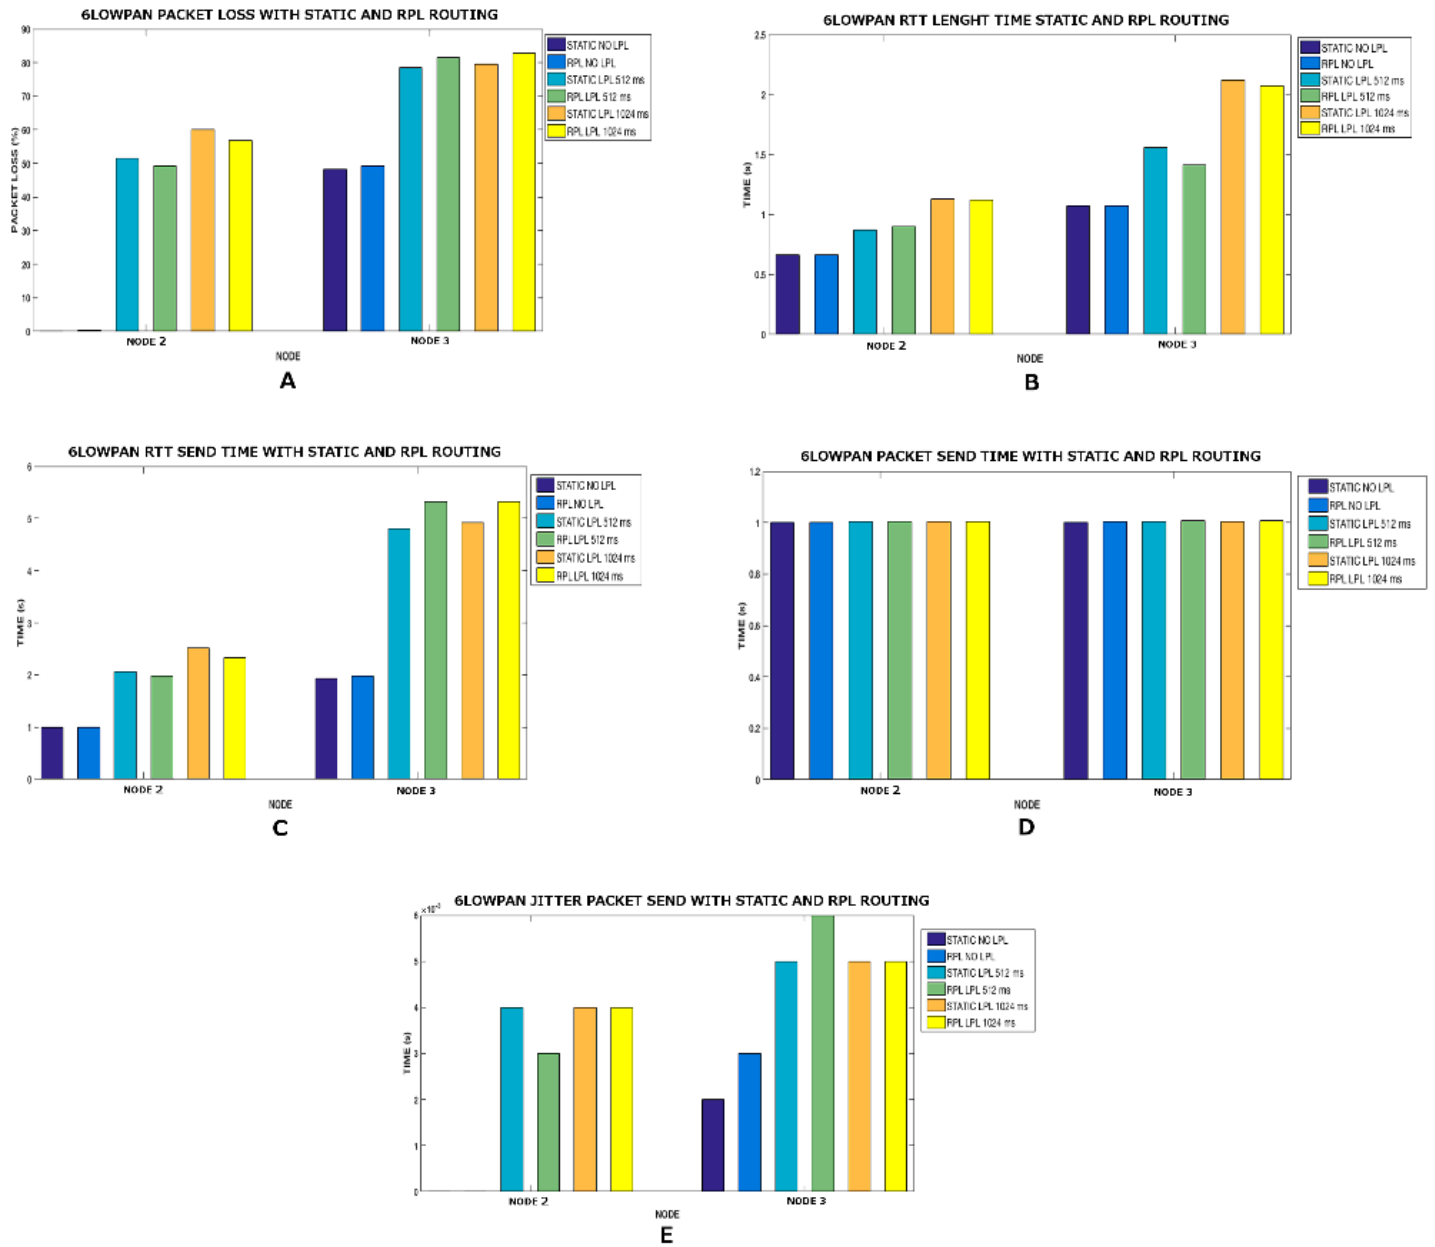 6LOWPAN PACKET LOSS WITH STATIC AND RPL ROUTING
90
80
70
60
50
40
30
20
10
0
PACKET LOSS (%)
NODE 2
NODE 3
NODE
STATIC NO LPL
RPL NO LPL
STATIC LPL 512 ms
RPL LPL 512 ms
STATIC LPL 1024 ms
RPL LPL 1024 ms
A
6LOWPAN RTT LENGHT TIME STATIC AND RPL ROUTING
2.5
2
1.5
1
0.5
0
TIME (s)
NODE 2
NODE 3
NODE
STATIC NO LPL
RPL NO LPL
STATIC LPL 512 ms
RPL LPL 512 ms
STATIC LPL 1024 ms
RPL LPL 1024 ms
B
6LOWPAN RTT SEND TIME WITH STATIC AND RPL ROUTING
6
5
4
3
2
1
0
TIME (s)
NODE 2
NODE 3
NODE
STATIC NO LPL
RPL NO LPL
STATIC LPL 512 ms
RPL LPL 512 ms
STATIC LPL 1024 ms
RPL LPL 1024 ms
C
6LOWPAN PACKET SEND TIME WITH STATIC AND RPL ROUTING
1.2
1
0.8
0.6
0.4
0.2
0
TIME (s)
NODE 2
NODE 3
NODE
STATIC NO LPL
RPL NO LPL
STATIC LPL 512 ms
RPL LPL 512 ms
STATIC LPL 1024 ms
RPL LPL 1024 ms
D
6LOWPAN JITTER PACKET SEND WITH STATIC AND RPL ROUTING
×10⁻³
6
5
4
3
2
1
0
TIME (s)
NODE 2
NODE 3
NODE
STATIC NO LPL
RPL NO LPL
STATIC LPL 512 ms
RPL LPL 512 ms
STATIC LPL 1024 ms
RPL LPL 1024 ms
E